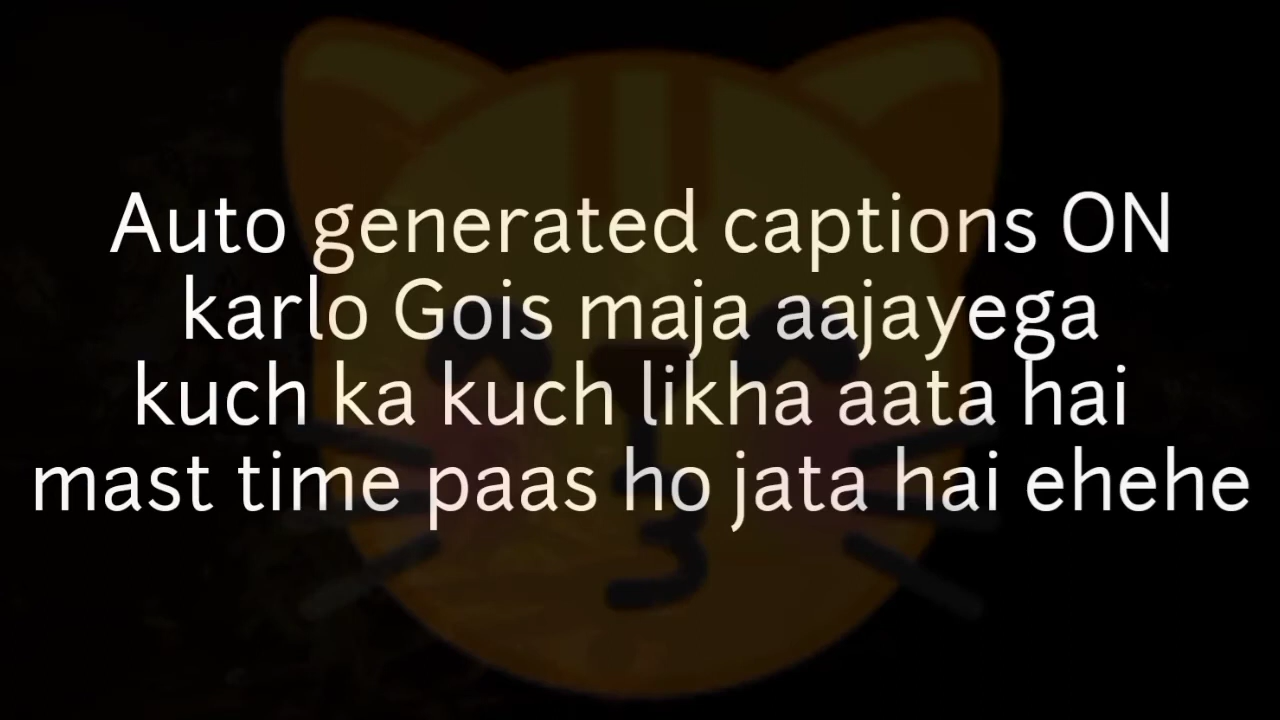 Auto generated captions ON
karlo Gois maja aajayega
kuch ka kuch likha aata hai
mast time paas ho jata hai ehehe